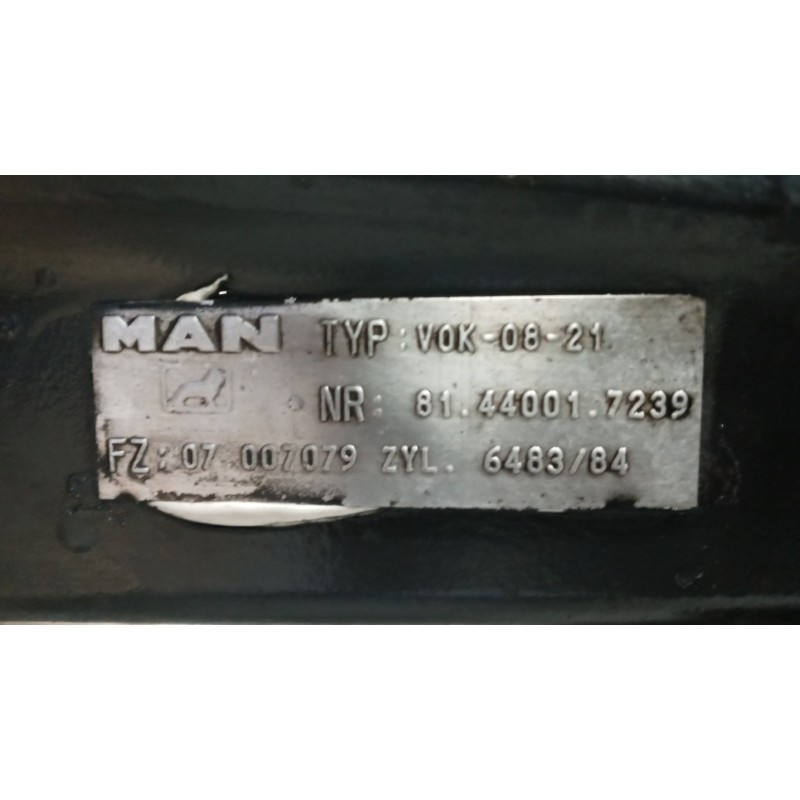 MAN TYP: VOK-08-21
NR: 81.44001.7239
FZ: 07 007079 ZYL. 6483/84